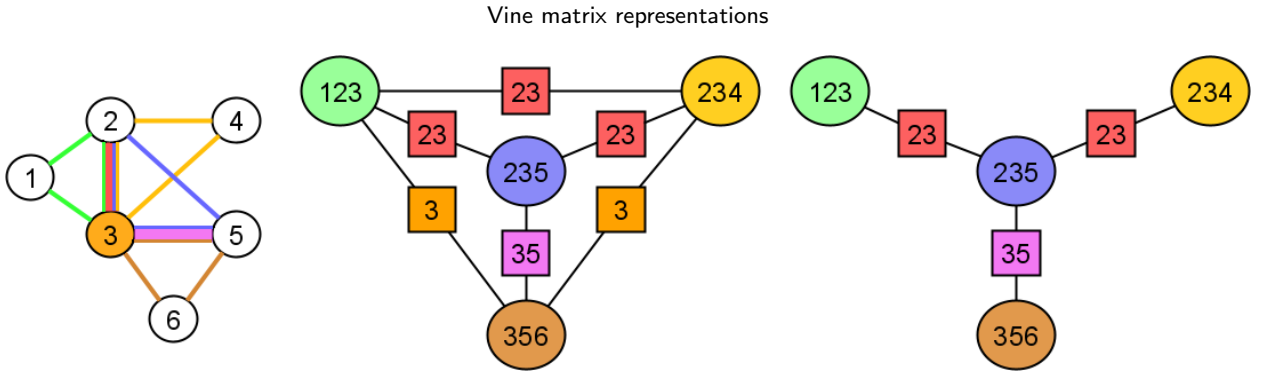 Vine matrix representations
123 23 234 123 234
2 4 23 23 23 23
1 235 235
3 5 3 3
35 35
6
356 356